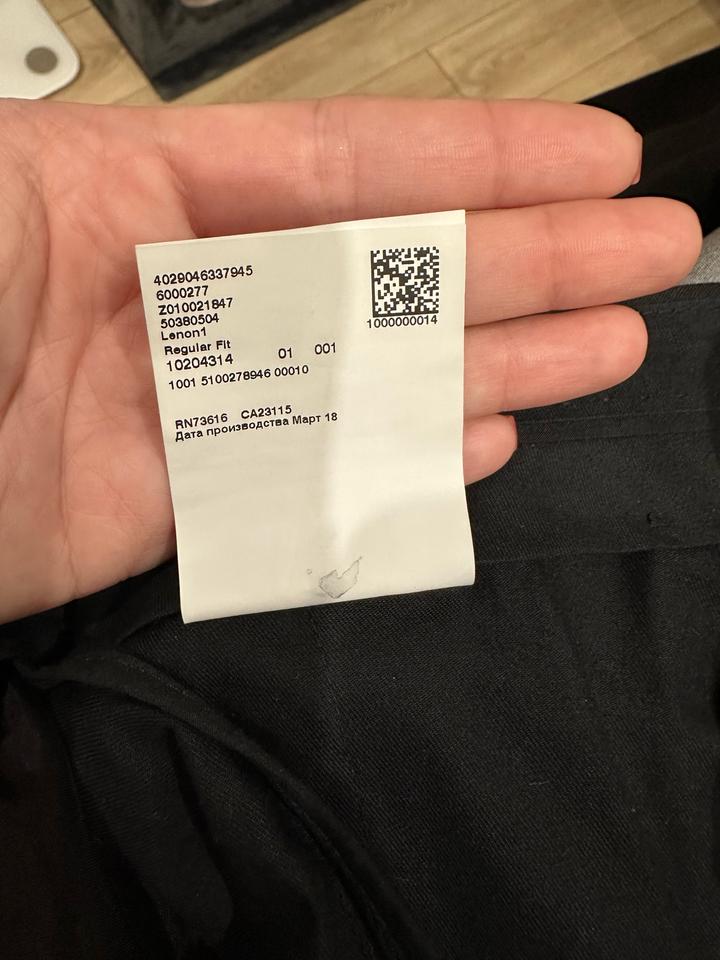 4029046337945
6000277
Z010021847
50380504
Lenon1
Regular Fit
10204314 01 001
1001 5100278946 00010
1000000014
RN73616 CA23115
Дата производства Март 18